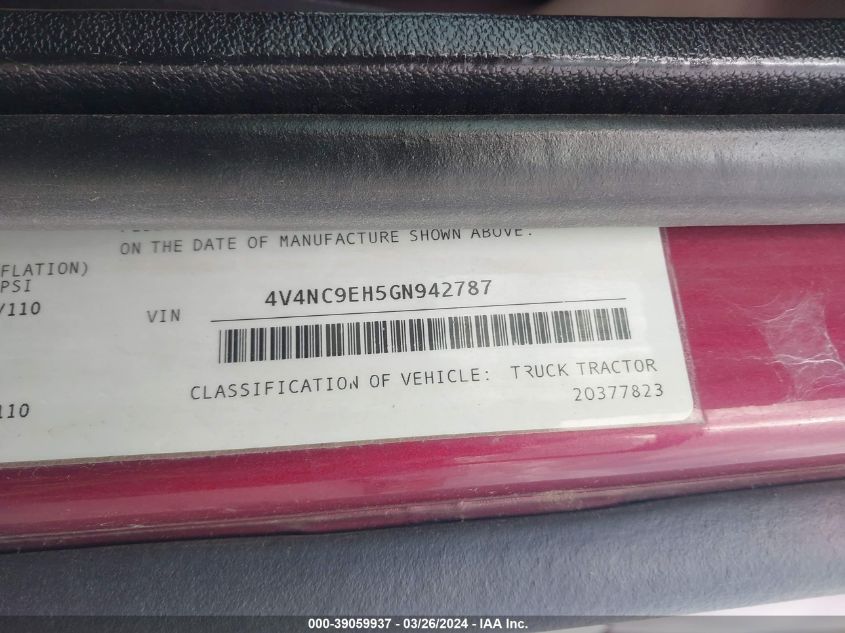 ON THE DATE OF MANUFACTURE SHOWN ABOVE.
FLATION)
PSI
/110
VIN 4V4NC9EH5GN942787
CLASSIFICATION OF VEHICLE: TRUCK TRACTOR
110
20377823
000-39059937 - 03/26/2024 - IAA Inc.